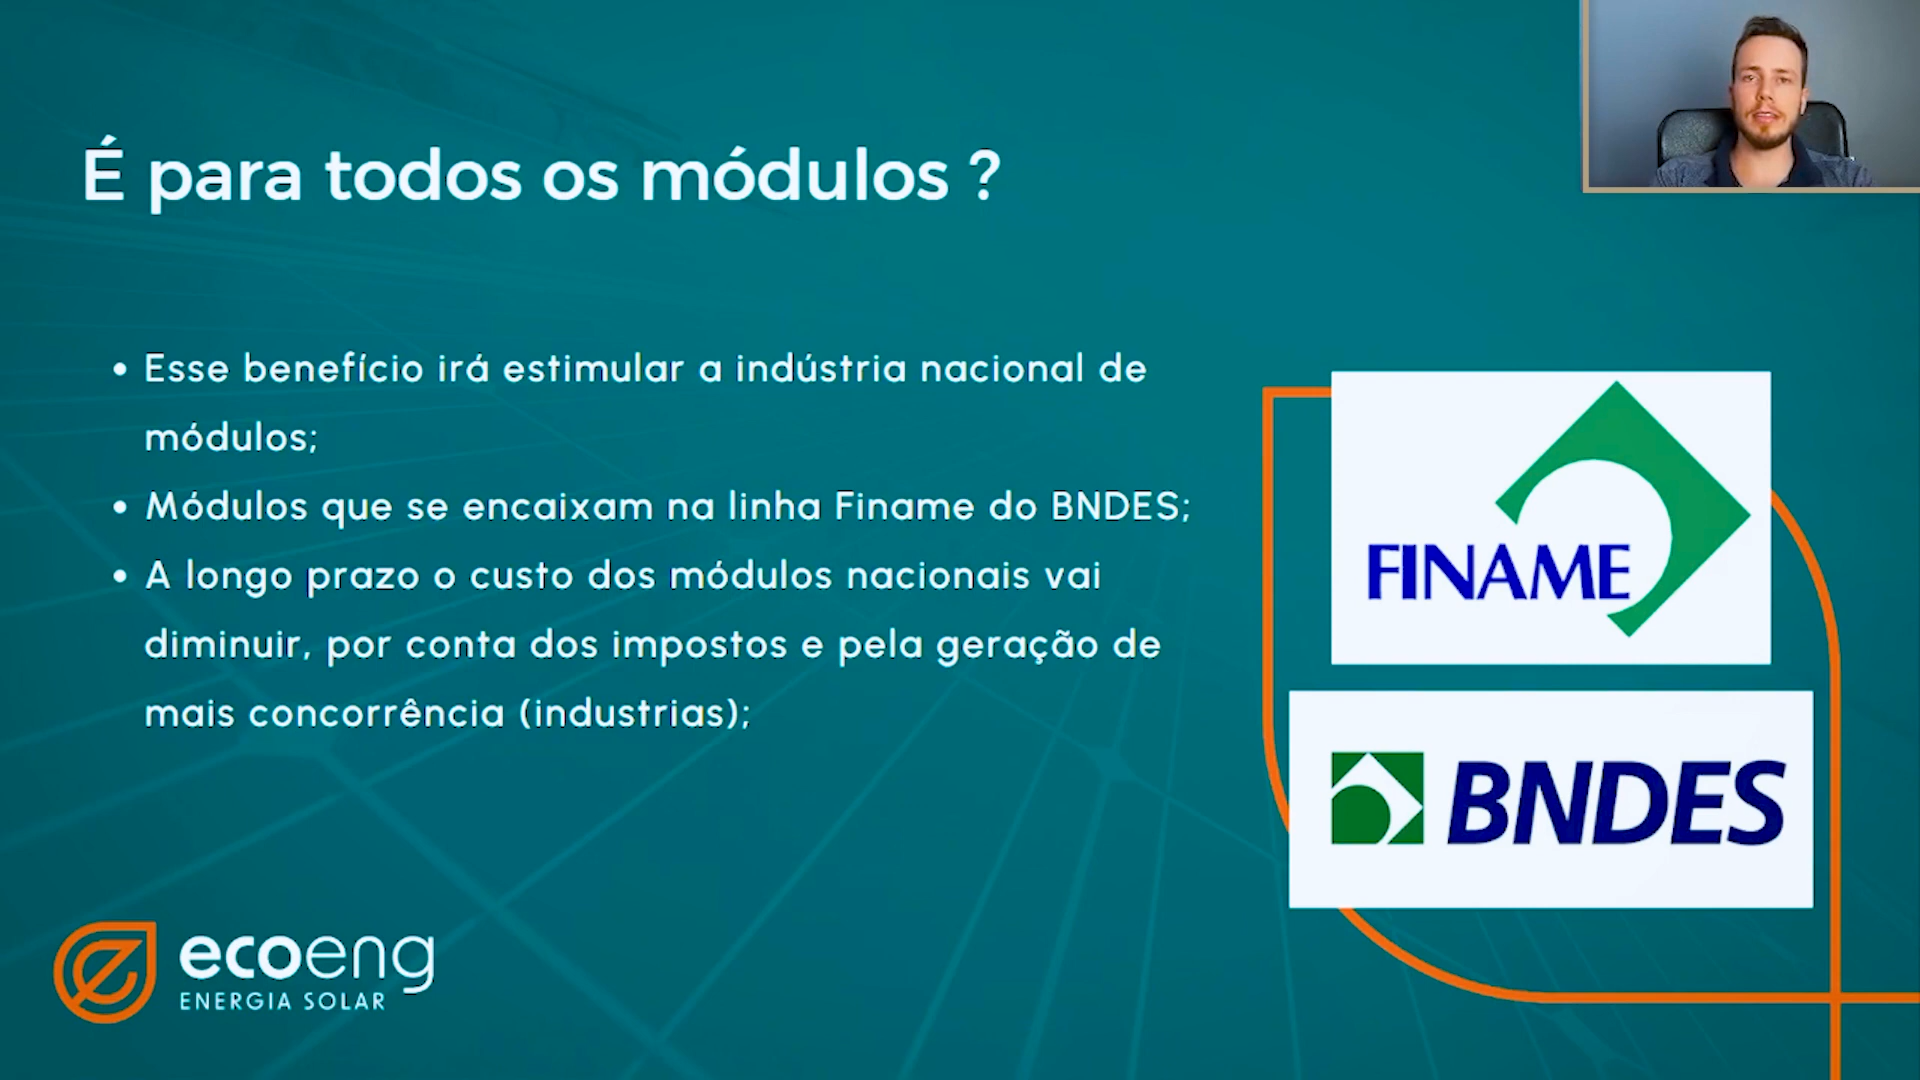 É para todos os módulos ?
• Esse benefício irá estimular a indústria nacional de
módulos;
• Módulos que se encaixam na linha Finame do BNDES;
• A longo prazo o custo dos módulos nacionais vai
diminuir, por conta dos impostos e pela geração de
mais concorrência (industrias);
FINAME
BNDES
ecoeng
ENERGIA SOLAR